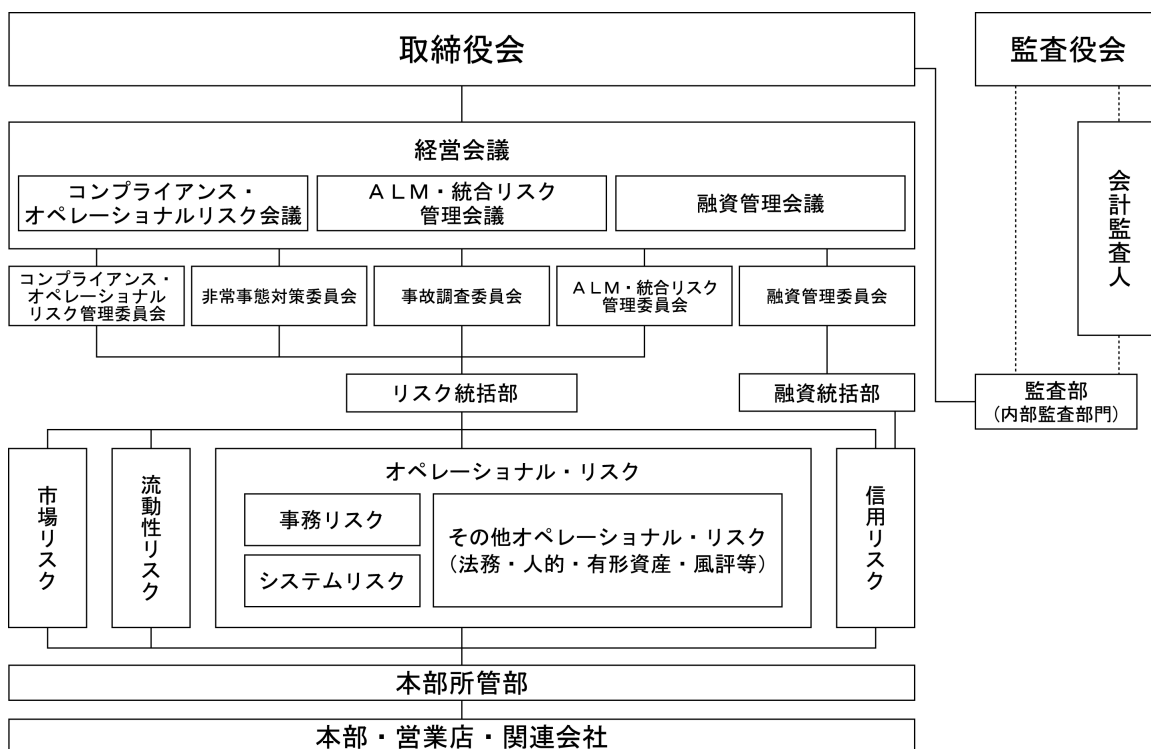 取締役会
監査役会
経営会議
コンプライアンス・
オペレーショナルリスク会議
ALM・統合リスク
管理会議
融資管理会議
会計監査人
コンプライアンス・
オペレーショナル
リスク管理委員会
非常事態対策委員会
事故調査委員会
ALM・統合リスク
管理委員会
融資管理委員会
リスク統括部
融資統括部
監査部
(内部監査部門)
市場リスク
流動性リスク
オペレーショナル・リスク
事務リスク
システムリスク
その他オペレーショナル・リスク
(法務・人的・有形資産・風評等)
信用リスク
本部所管部
本部・営業店・関連会社